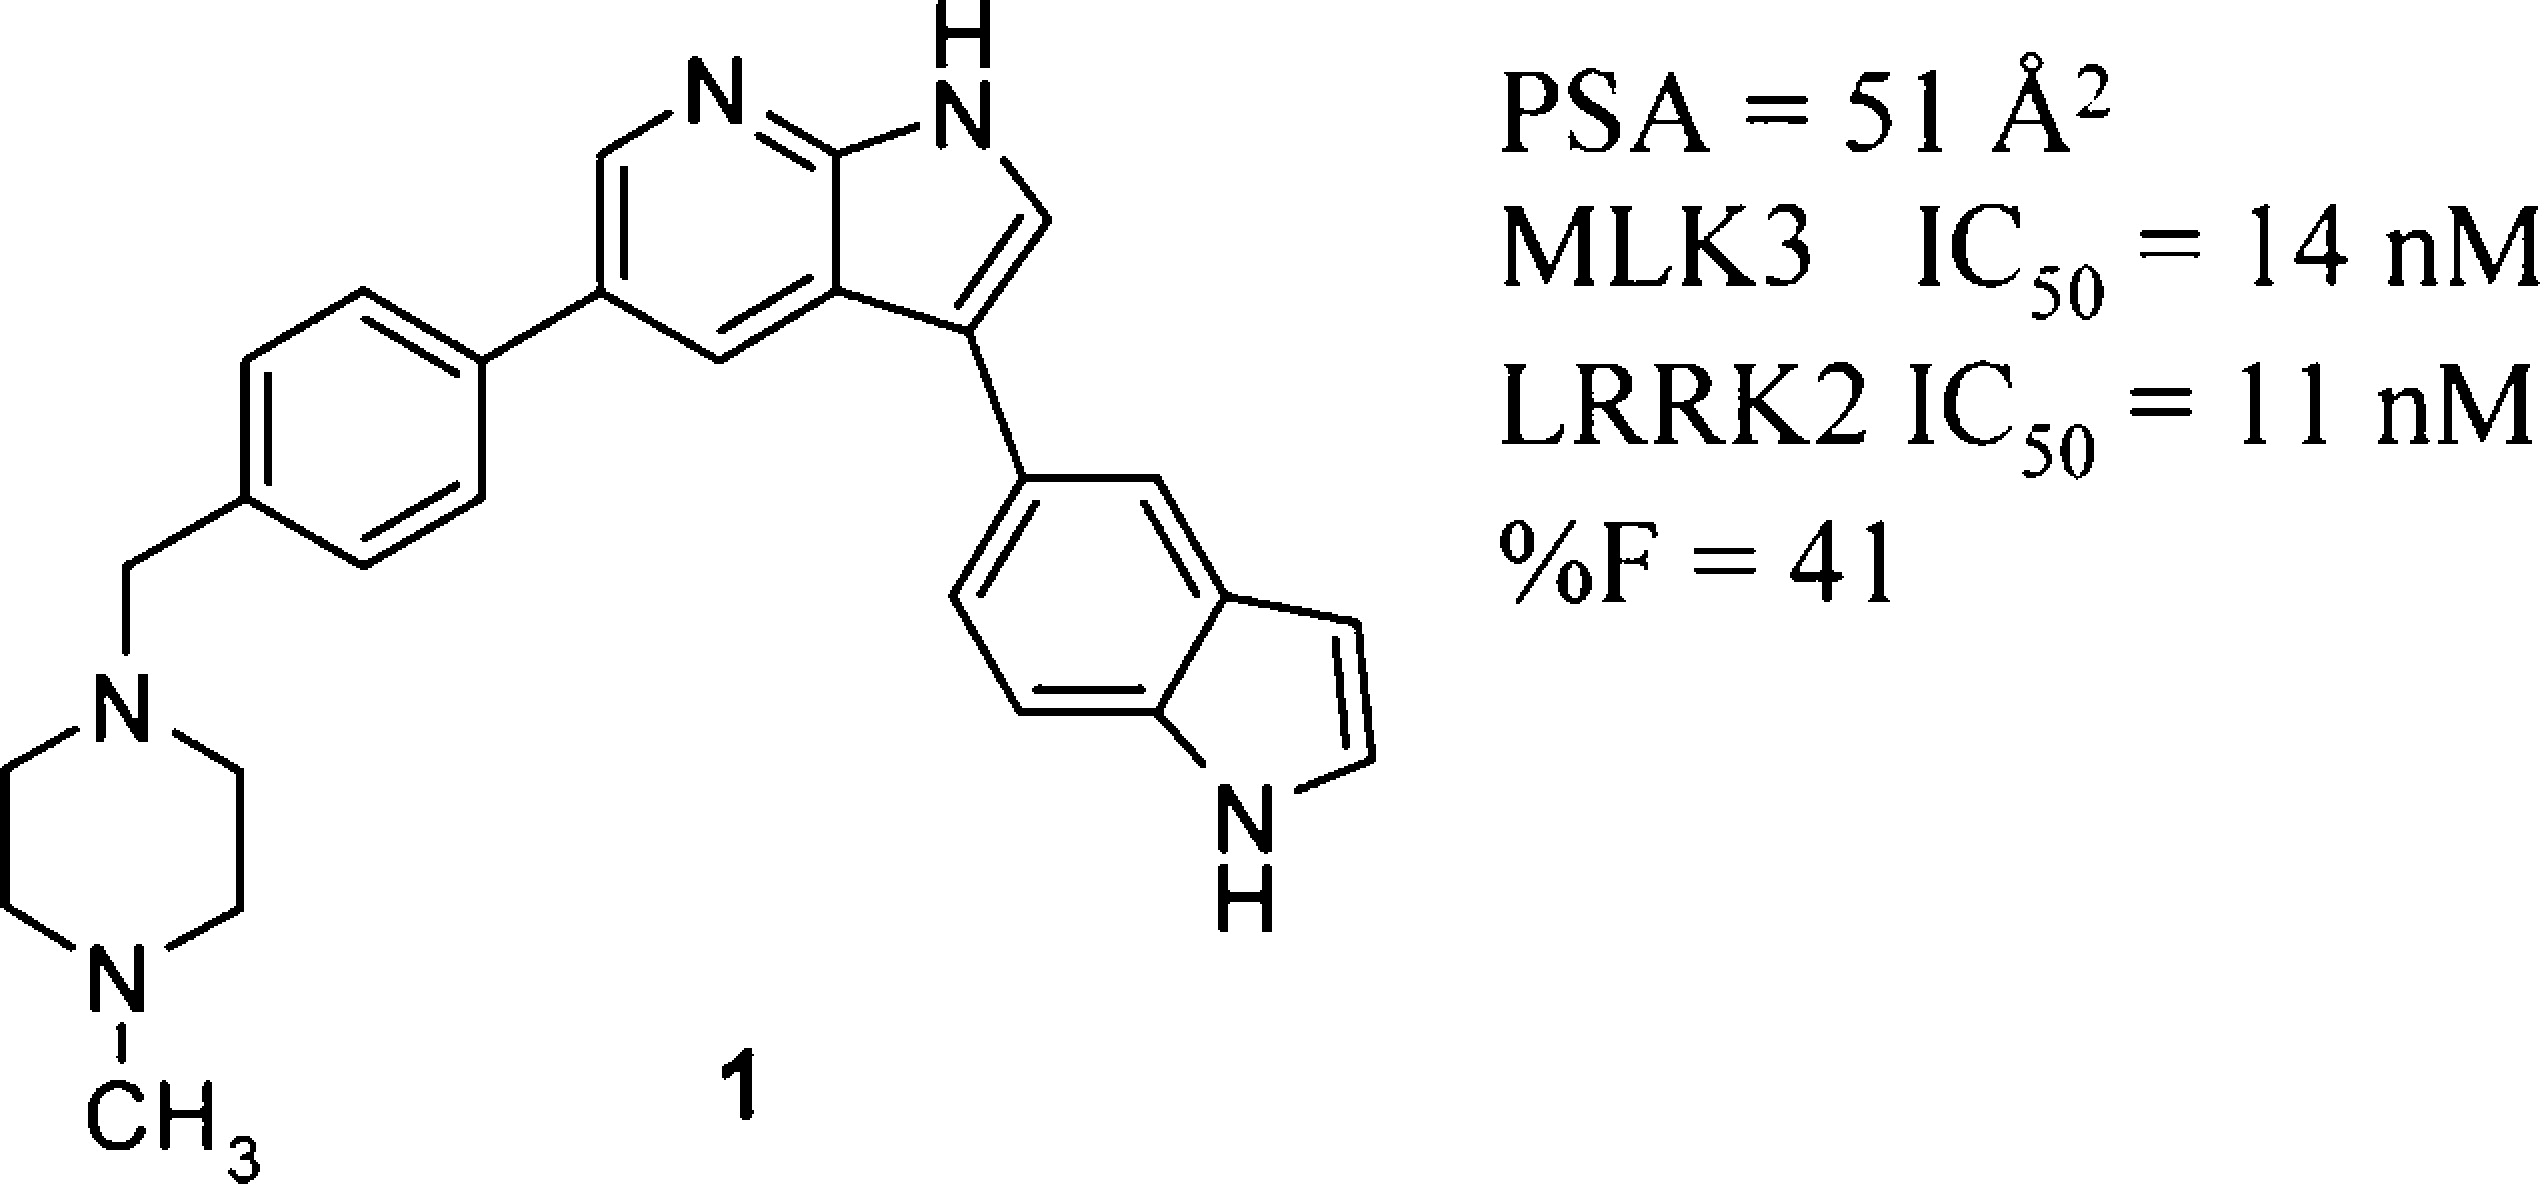 H
N
N
PSA = 51 Å²
MLK3 IC₅₀ = 14 nM
LRRK2 IC₅₀ = 11 nM
%F = 41
N
N
H
N
CH₃
1